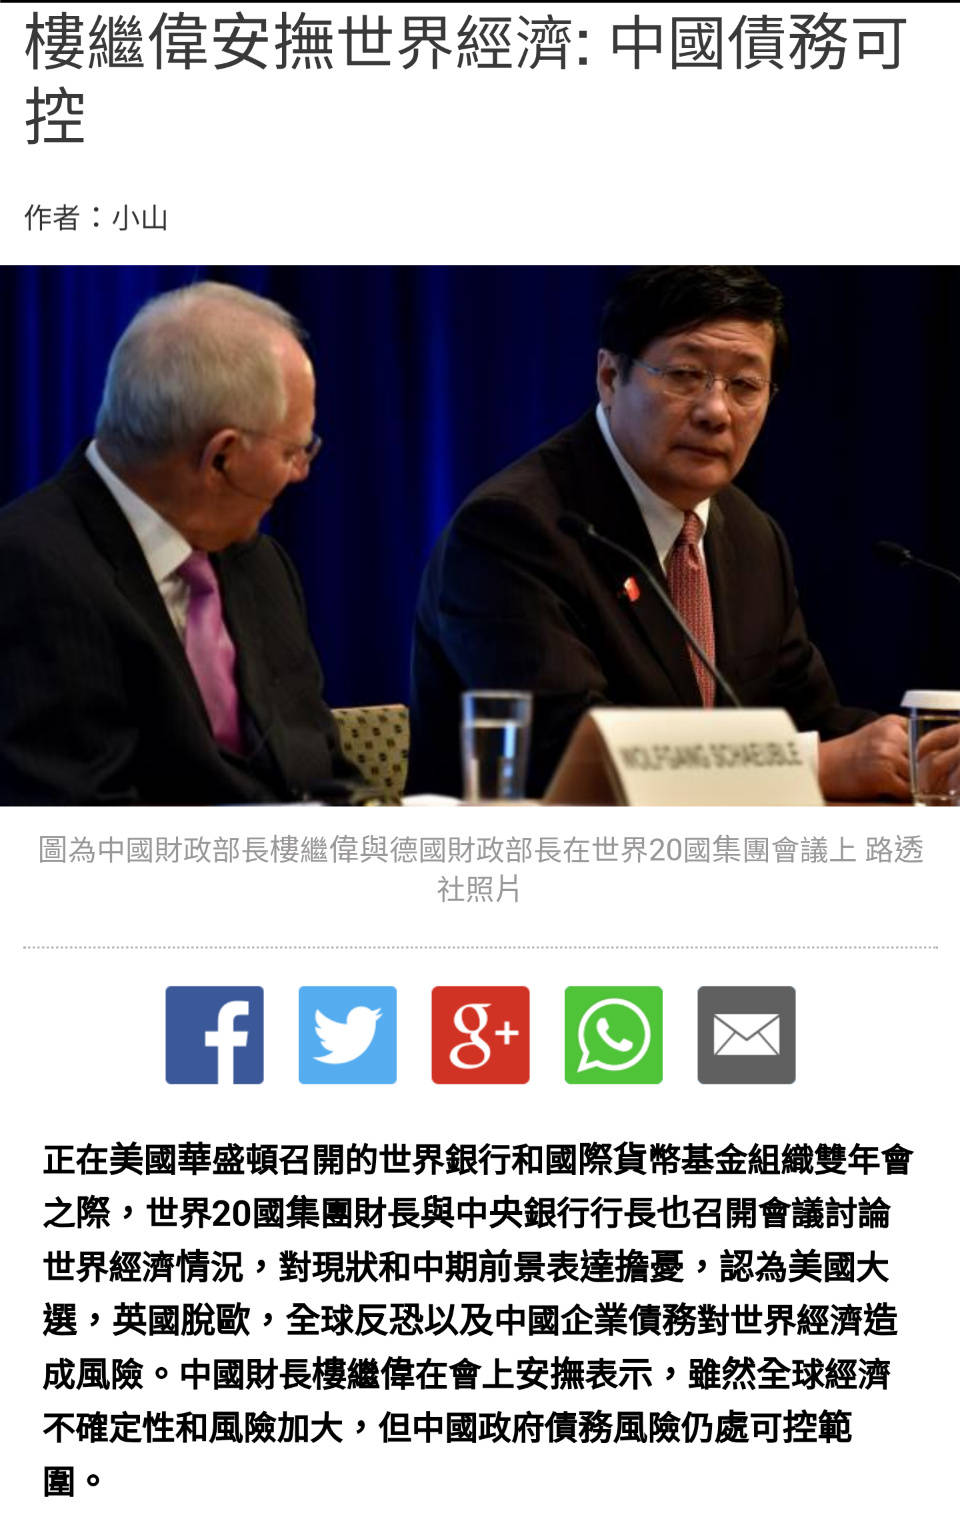 樓繼偉安撫世界經濟: 中國債務可
控
作者：小山
WOLFGANG SCHAEUBLE
圖為中國財政部長樓繼偉與德國財政部長在世界20國集團會議上 路透
社照片
f
g+
正在美國華盛頓召開的世界銀行和國際貨幣基金組織雙年會
之際，世界20國集團財長與中央銀行行長也召開會議討論
世界經濟情況，對現狀和中期前景表達擔憂，認為美國大
選，英國脫歐，全球反恐以及中國企業債務對世界經濟造
成風險。中國財長樓繼偉在會上安撫表示，雖然全球經濟
不確定性和風險加大，但中國政府債務風險仍處可控範
圍。